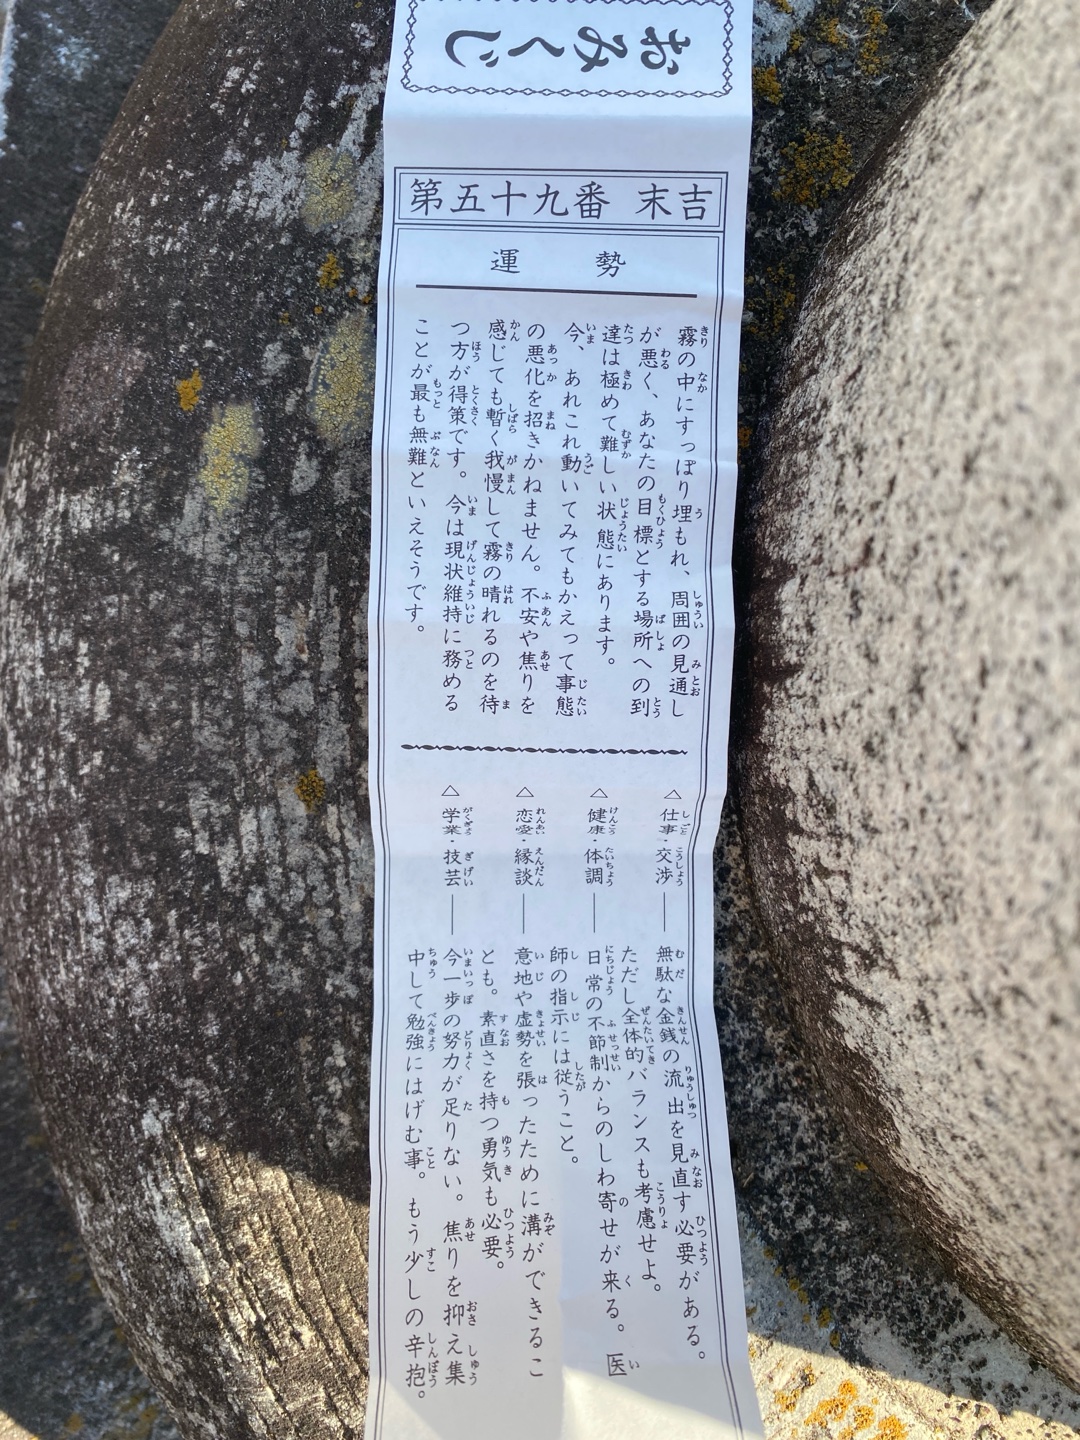 おみくじ
第五十九番 末吉
運勢
霧の中にすっぽり埋もれ、周囲の見通し
が悪く、あなたの目標とする場所への到
達は極めて難しい状態にあります。
今、あれこれ動いてみてもかえって事態
の悪化を招きかねません。不安や焦りを
感じても暫く我慢して霧の晴れるのを待
つ方が得策です。今は現状維持に務める
ことが最も無難といえそうです。
△仕事・交渉―無駄な金銭の流出を見直す必要がある。
ただし全体的バランスも考慮せよ。
△健康・体調―日常の不節制からのしわ寄せが来る。医
師の指示には従うこと。
△恋愛・縁談―意地や虚勢を張ったために溝ができるこ
とも。素直さを持つ勇気も必要。
△学業・技芸―今一歩の努力が足りない。焦りを抑え集
中して勉強にはげむ事。もう少しの辛抱。